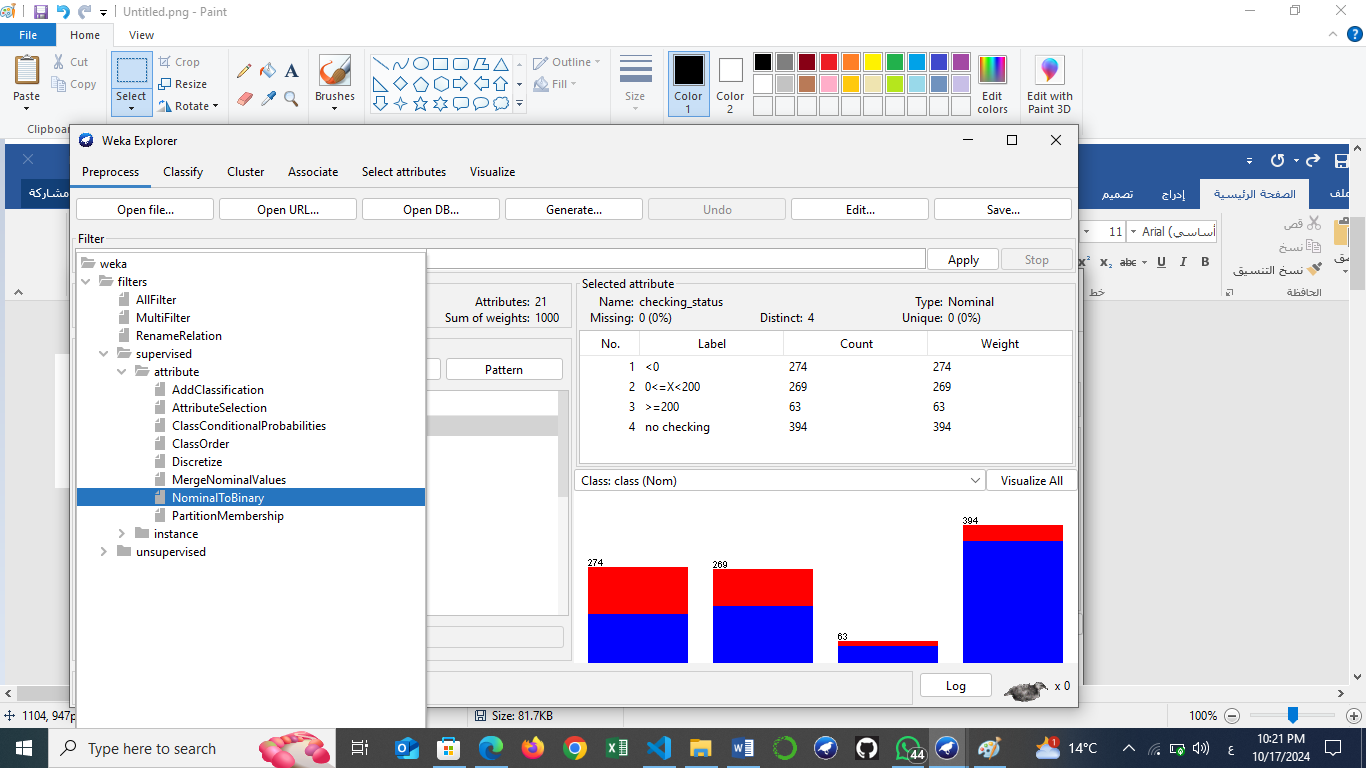 Untitled.png - Paint
File Home View
Paste Cut Copy
Clipboa
Select Crop Resize Rotate
Brushes
Outline
Fill
Size
Color 1
Color 2
Edit colors
Edit with Paint 3D
Weka Explorer
Preprocess Classify Cluster Associate Select attributes Visualize
Open file... Open URL... Open DB... Generate... Undo Edit... Save...
Filter
Apply Stop
weka
filters
AllFilter
MultiFilter
RenameRelation
supervised
attribute
AddClassification
AttributeSelection
ClassConditionalProbabilities
ClassOrder
Discretize
MergeNominalValues
NominalToBinary
PartitionMembership
instance
unsupervised
Attributes: 21
Sum of weights: 1000
Pattern
Selected attribute
Name: checking_status Type: Nominal
Missing: 0 (0%) Distinct: 4 Unique: 0 (0%)
No. Label Count Weight
1 <0 274 274
2 0<=X<200 269 269
3 >=200 63 63
4 no checking 394 394
Class: class (Nom) Visualize All
274
269
63
394
Log x 0
مشاركة
ملف الصفحة الرئيسية إدراج تصميم
قص
نسخ
نسخ التنسيق
الحافظة
Arial (أساسي) 11
x² x₂ abc U I B
خط
1104, 947p
Size: 81.7KB
100%
Type here to search
44
1
14°C
ع
10:21 PM
10/17/2024